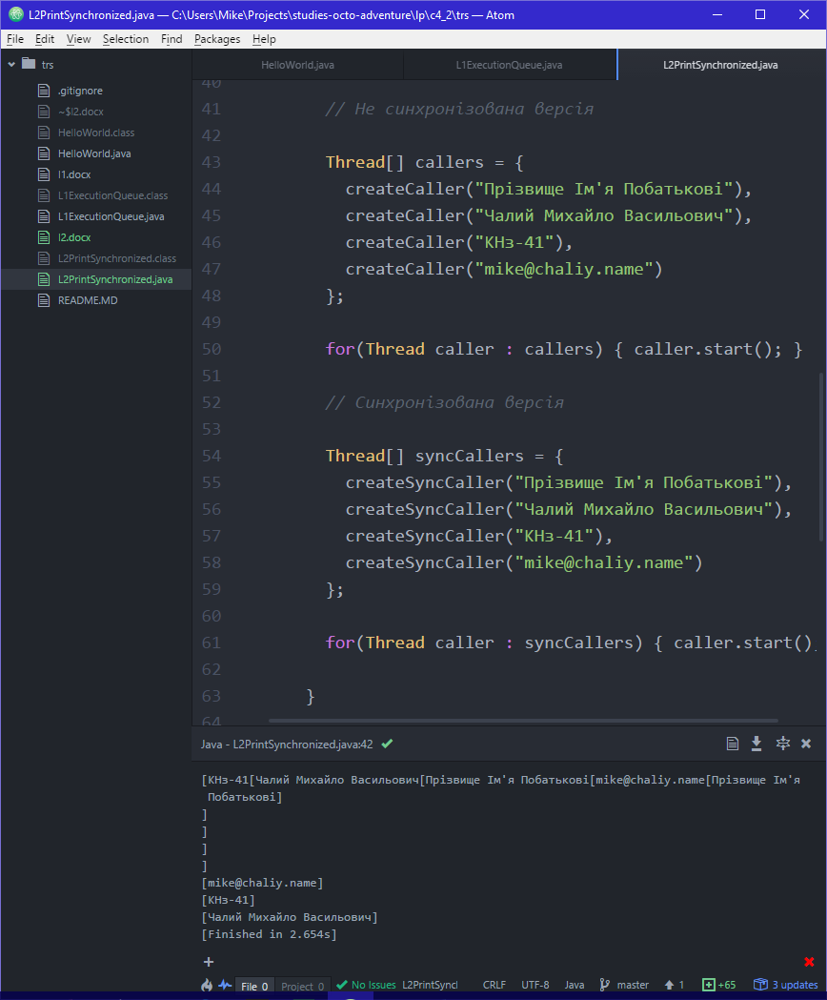 L2PrintSynchronized.java — C:\Users\Mike\Projects\studies-octo-adventure\lp\c4_2\trs — Atom
File Edit View Selection Find Packages Help
trs
.gitignore
~$l2.docx
HelloWorld.class
HelloWorld.java
l1.docx
L1ExecutionQueue.class
L1ExecutionQueue.java
l2.docx
L2PrintSynchronized.class
L2PrintSynchronized.java
README.MD
HelloWorld.java L1ExecutionQueue.java L2PrintSynchronized.java
40
41 // Не синхронізована версія
42
43 Thread[] callers = {
44 createCaller("Прізвище Ім'я Побатькові"),
45 createCaller("Чалий Михайло Васильович"),
46 createCaller("КНз-41"),
47 createCaller("mike@chaliy.name")
48 };
49
50 for(Thread caller : callers) { caller.start(); }
51
52 // Синхронізована версія
53
54 Thread[] syncCallers = {
55 createSyncCaller("Прізвище Ім'я Побатькові"),
56 createSyncCaller("Чалий Михайло Васильович"),
57 createSyncCaller("КНз-41"),
58 createSyncCaller("mike@chaliy.name")
59 };
60
61 for(Thread caller : syncCallers) { caller.start()
62
63 }
64
Java - L2PrintSynchronized.java:42
[КНз-41[Чалий Михайло Васильович[Прізвище Ім'я Побатькові[mike@chaliy.name[Прізвище Ім'я
Побатькові]
]
]
]
]
[mike@chaliy.name]
[КНз-41]
[Чалий Михайло Васильович]
[Finished in 2.654s]
+
File 0 Project 0 No Issues L2PrintSyncl CRLF UTF-8 Java master 1 +65 3 updates